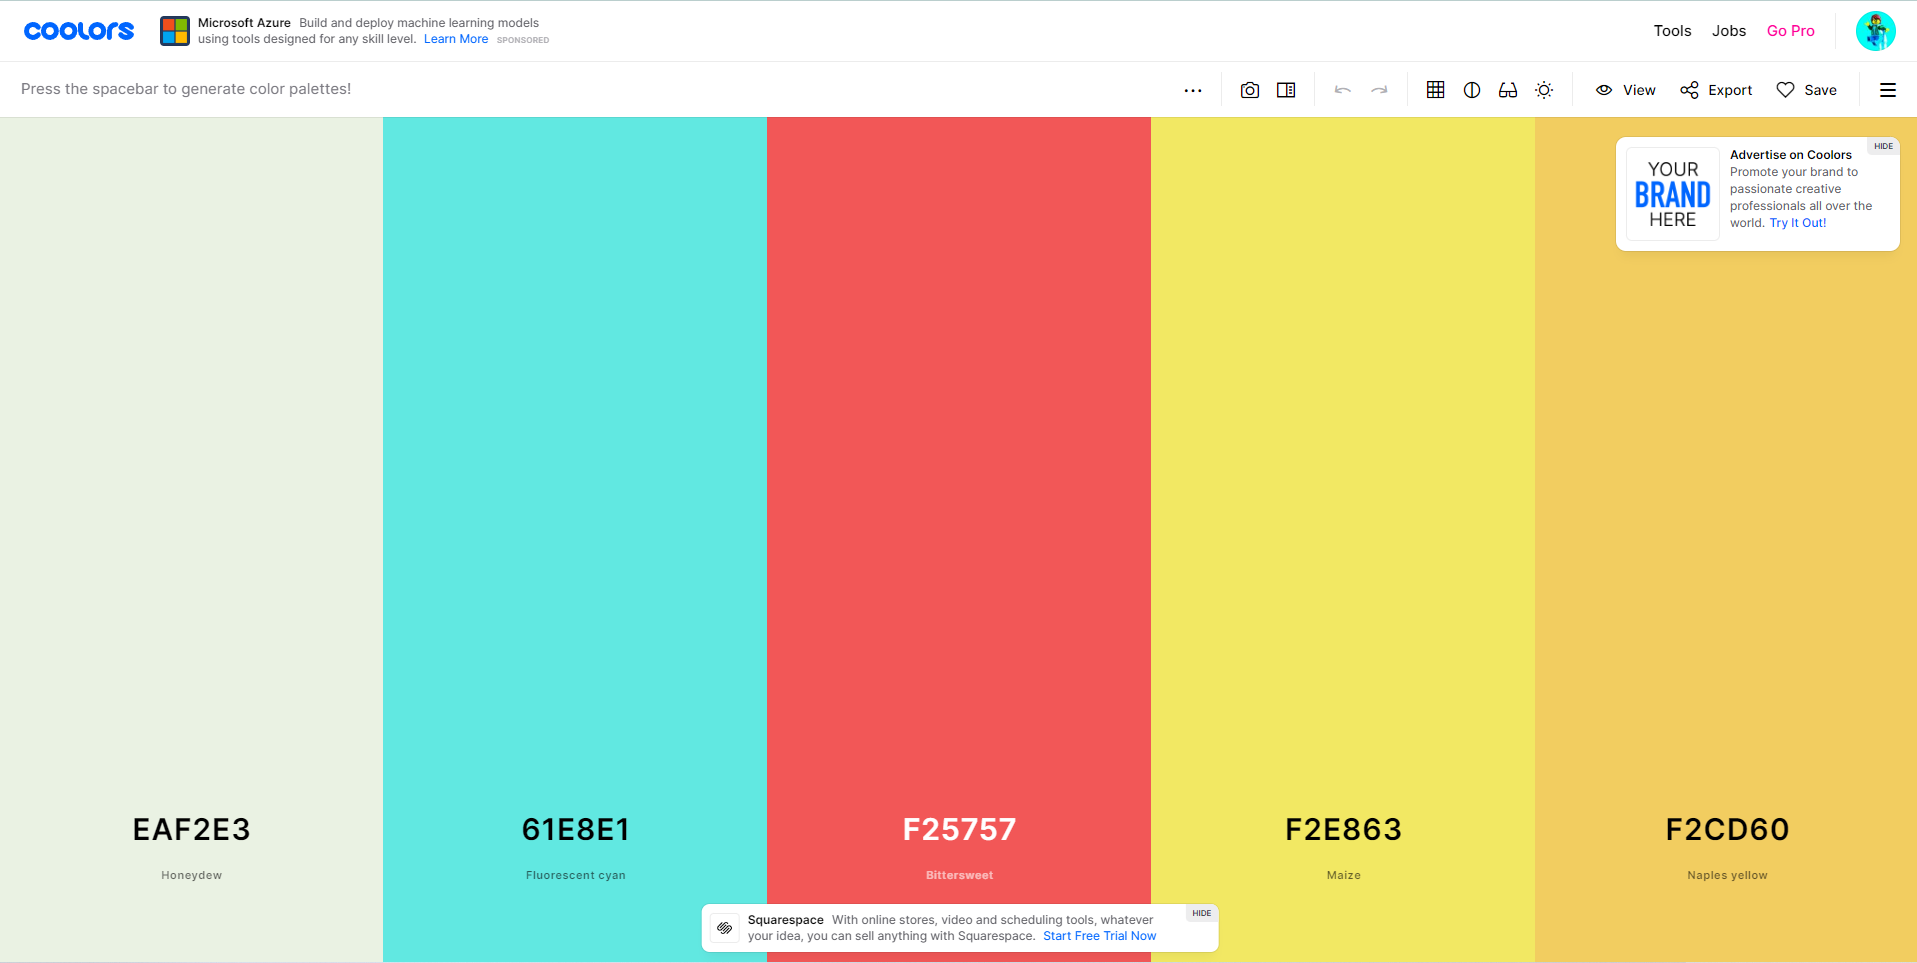 coolors
Microsoft Azure Build and deploy machine learning models
using tools designed for any skill level. Learn More SPONSORED
Tools Jobs Go Pro
Press the spacebar to generate color palettes!
View Export Save
HIDE
YOUR
BRAND
HERE
Advertise on Coolors
Promote your brand to
passionate creative
professionals all over the
world. Try It Out!
EAF2E3
Honeydew
61E8E1
Fluorescent cyan
F25757
Bittersweet
F2E863
Maize
F2CD60
Naples yellow
Squarespace With online stores, video and scheduling tools, whatever
your idea, you can sell anything with Squarespace. Start Free Trial Now
HIDE